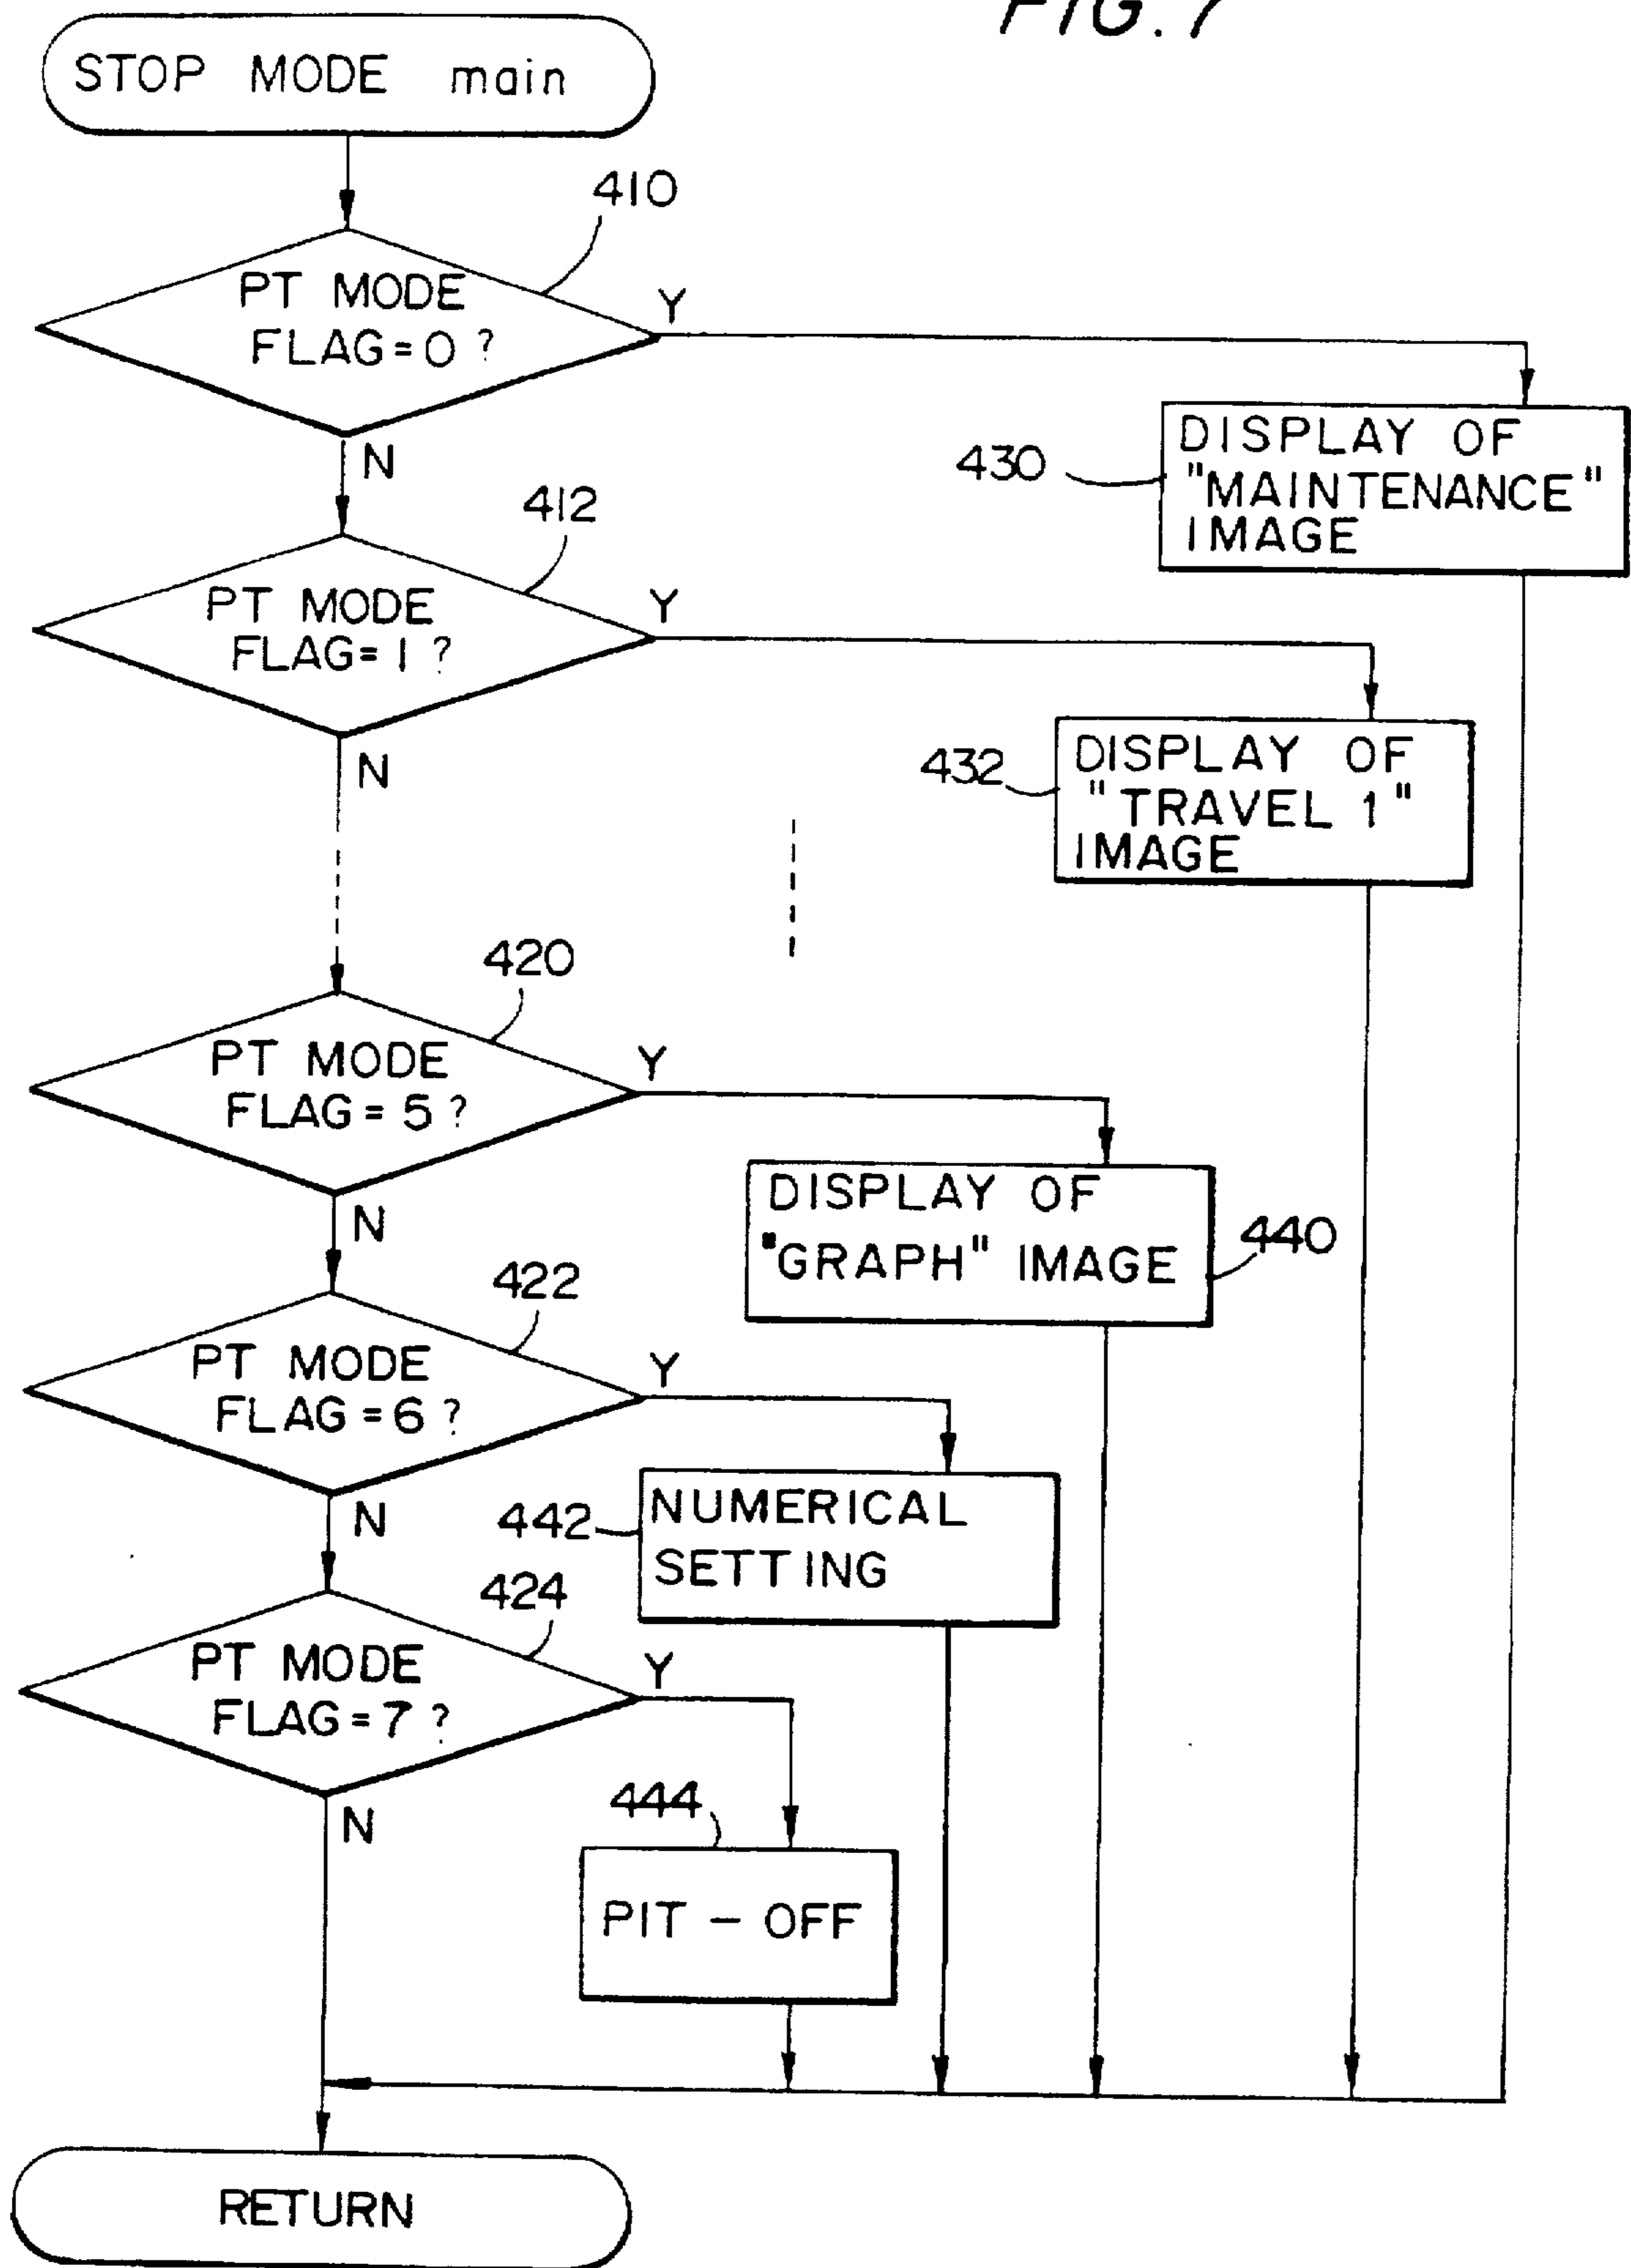 FIG. 7
STOP MODE main
410
PT MODE
FLAG=0 ?
Y
N
430
DISPLAY OF
"MAINTENANCE"
IMAGE
412
PT MODE
FLAG=1 ?
Y
N
432
DISPLAY OF
"TRAVEL 1"
IMAGE
420
PT MODE
FLAG=5 ?
Y
N
DISPLAY OF
"GRAPH" IMAGE
440
422
PT MODE
FLAG=6 ?
Y
N
442
NUMERICAL
SETTING
424
PT MODE
FLAG=7 ?
Y
N
444
PIT-OFF
RETURN